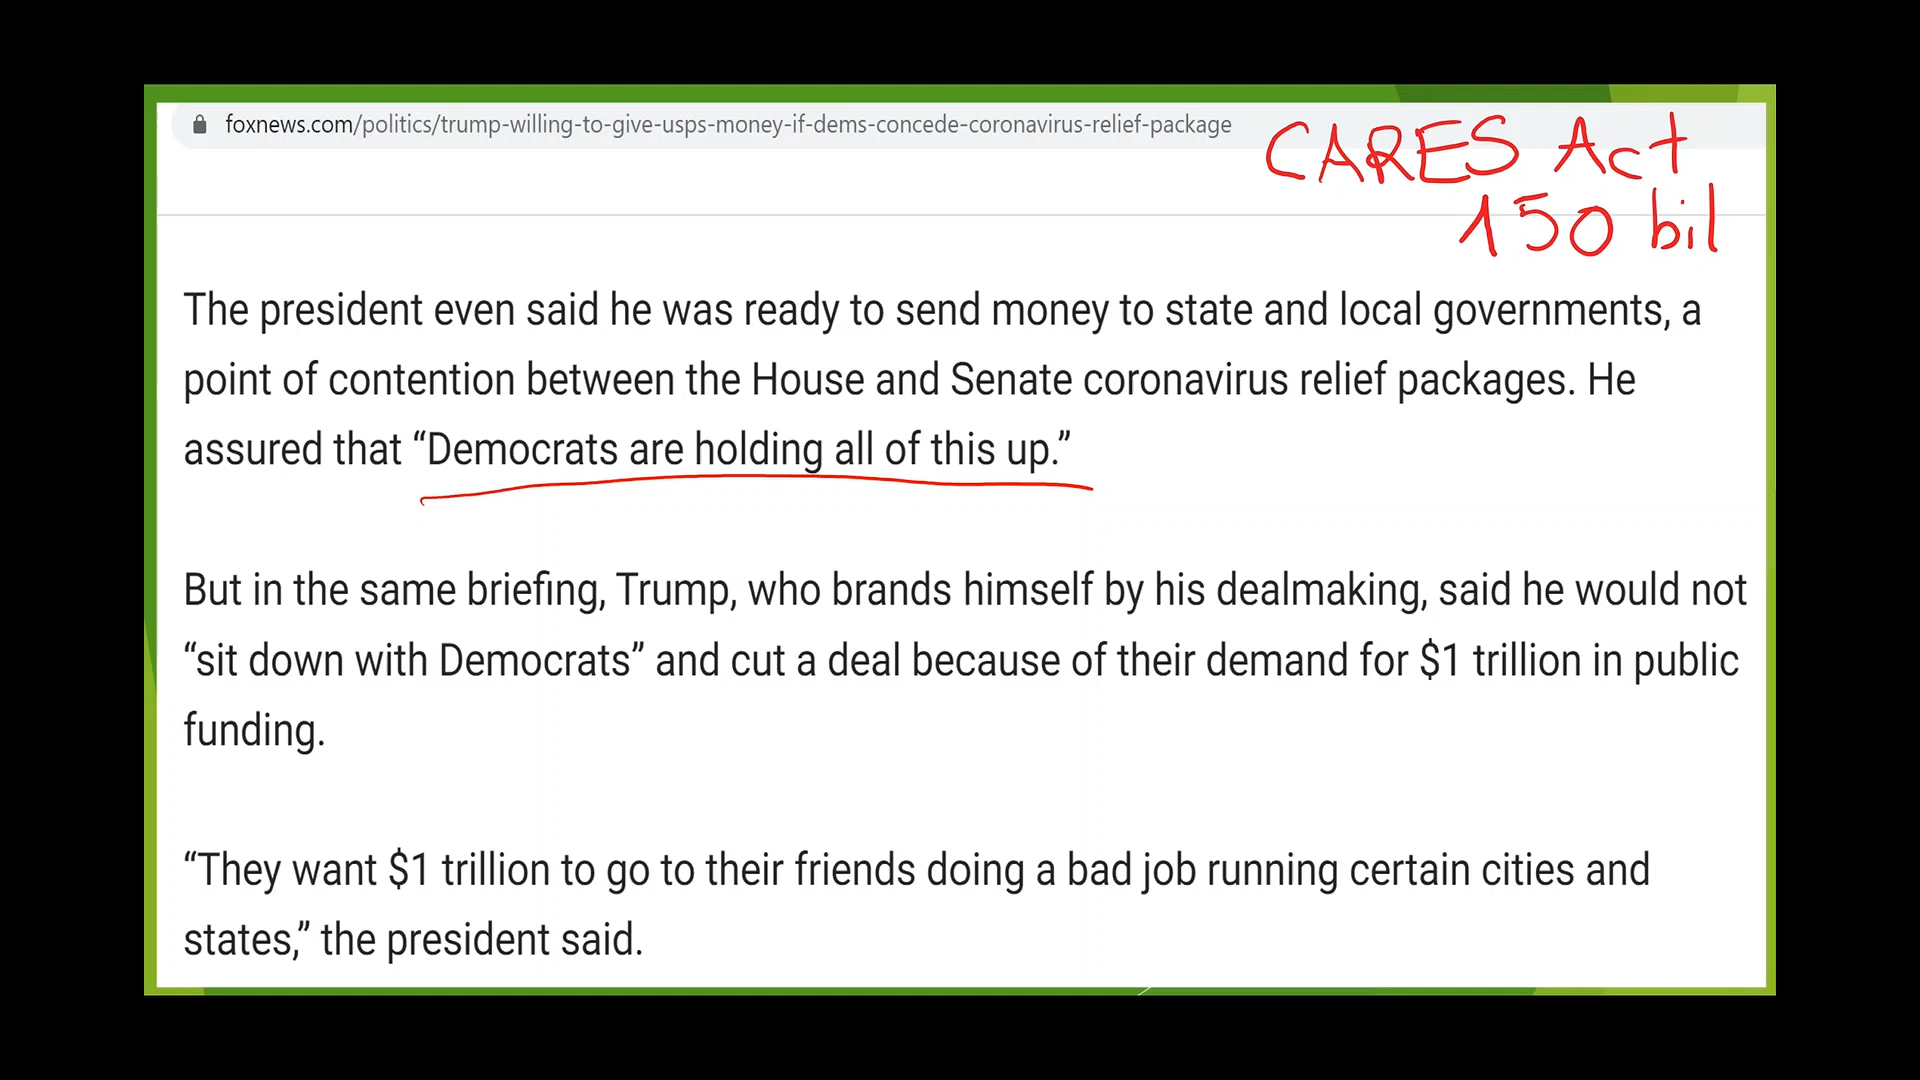 foxnews.com/politics/trump-willing-to-give-usps-money-if-dems-concede-coronavirus-relief-package
CARES Act
150 bil
The president even said he was ready to send money to state and local governments, a
point of contention between the House and Senate coronavirus relief packages. He
assured that “Democrats are holding all of this up.”
But in the same briefing, Trump, who brands himself by his dealmaking, said he would not
“sit down with Democrats” and cut a deal because of their demand for $1 trillion in public
funding.
“They want $1 trillion to go to their friends doing a bad job running certain cities and
states,” the president said.